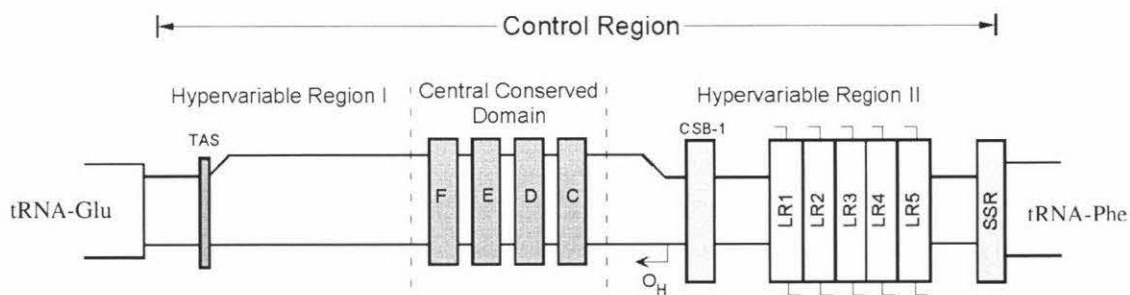 Control Region
Hypervariable Region I
Central Conserved
Domain
Hypervariable Region II
TAS
CSB-1
tRNA-Glu
F
E
D
C
LR1
LR2
LR3
LR4
LR5
SSR
tRNA-Phe
OH